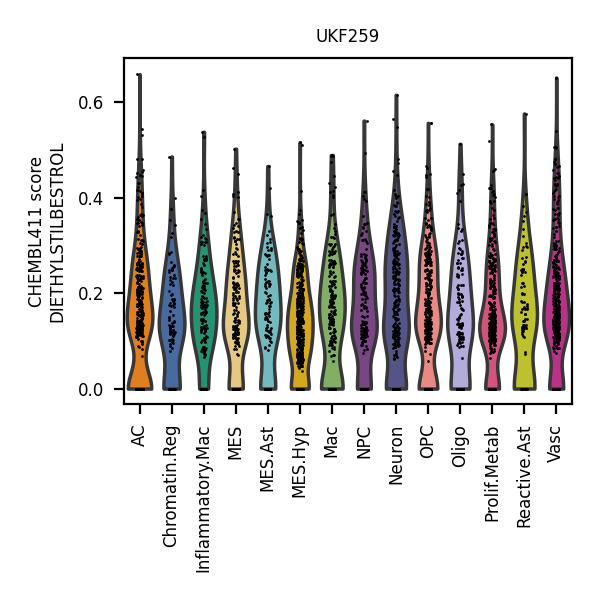 UKF259
CHEMBL411 score
DIETHYLSTILBESTROL
0.6
0.4
0.2
0.0
AC
Chromatin.Reg
Inflammatory.Mac
MES
MES.Ast
MES.Hyp
Mac
NPC
Neuron
OPC
Oligo
Prolif.Metab
Reactive.Ast
Vasc